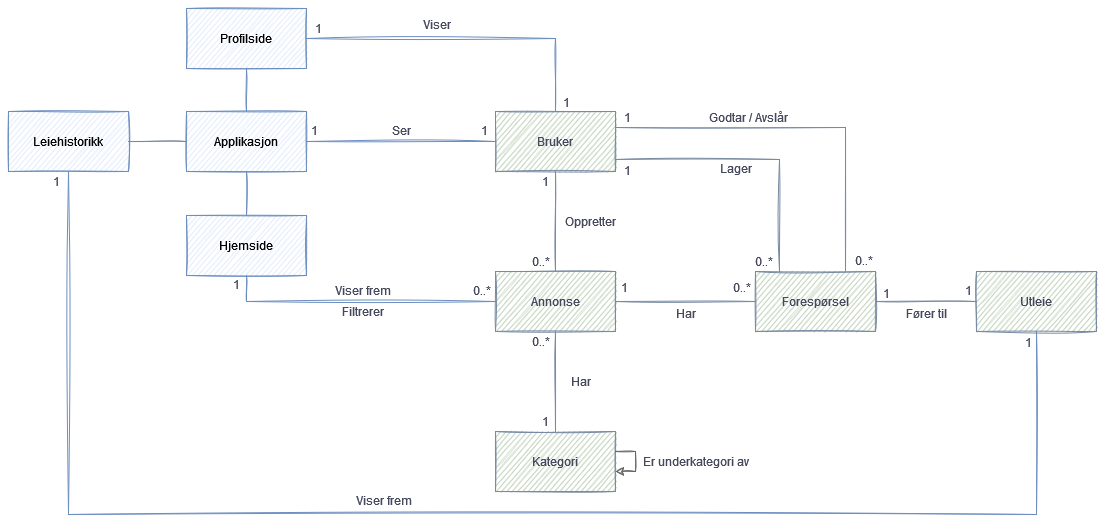 Profilside
1
Viser
1
Leiehistorikk
Applikasjon
1
Ser
1
Bruker
1
Godtar / Avslår
1
Lager
1
1
Oppretter
Hjemside
1
0..*
0..*
0..*
Viser frem
Filtrerer
0..*
Annonse
1
Har
0..*
Forespørsel
1
Fører til
1
Utleie
1
0..*
Har
1
Kategori
Er underkategori av
Viser frem